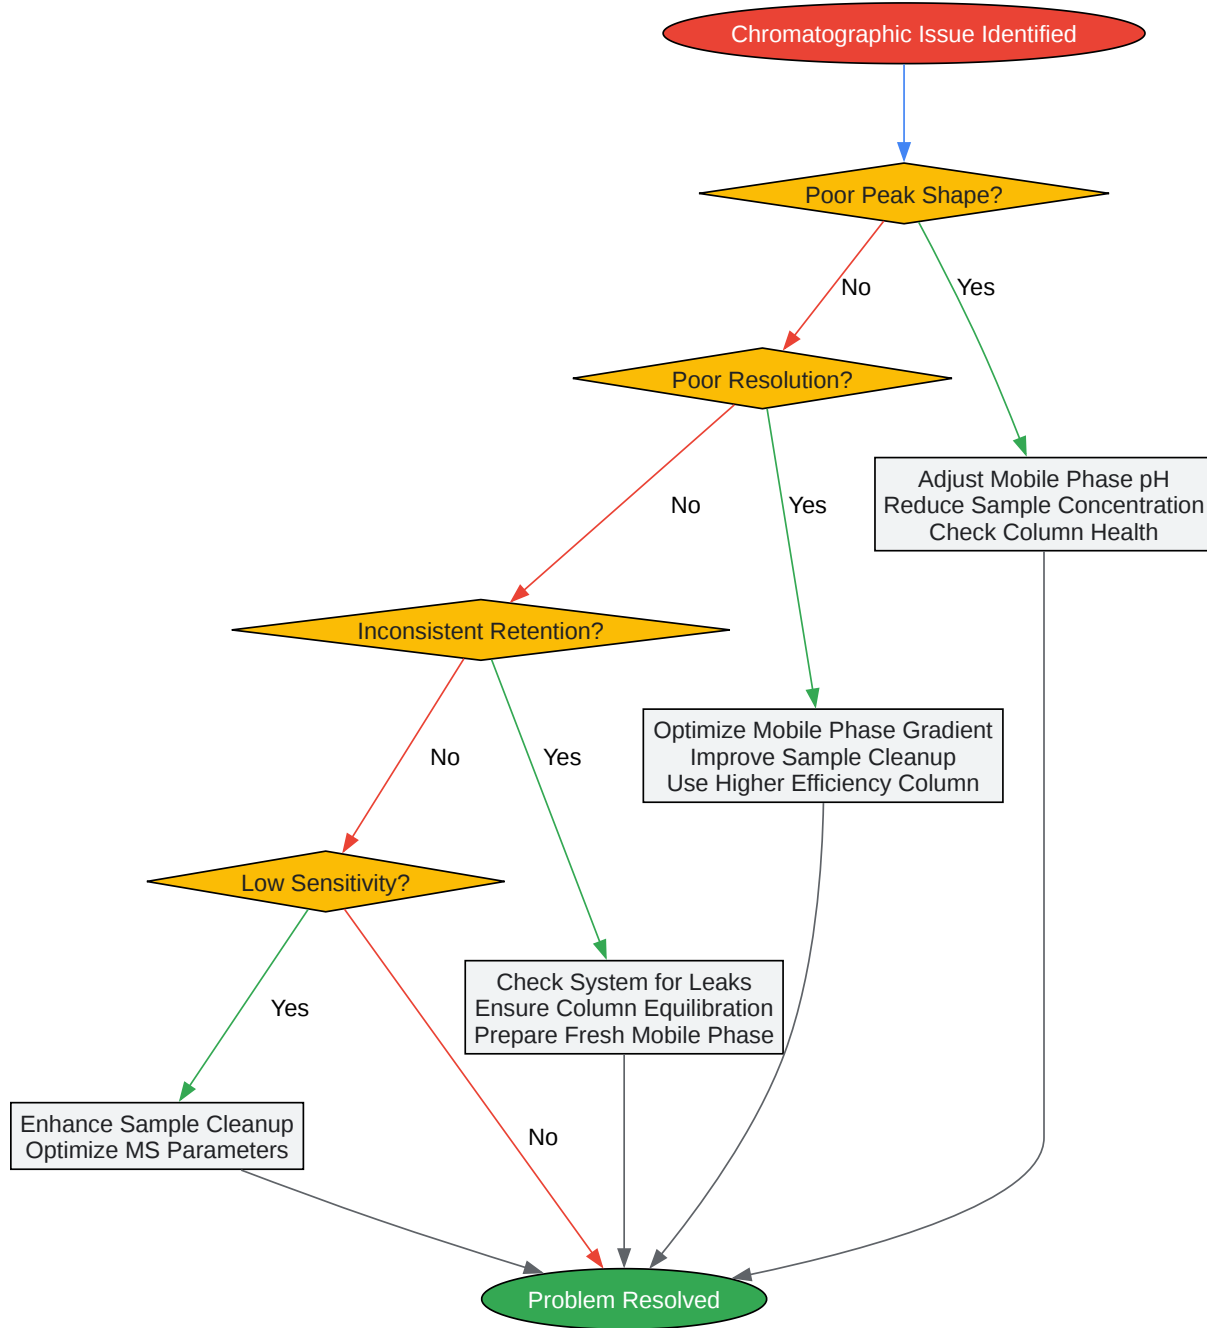 Chromatographic Issue Identified
Poor Peak Shape?
No
Yes
Poor Resolution?
No
Yes
Adjust Mobile Phase pH
Reduce Sample Concentration
Check Column Health
Inconsistent Retention?
No
Yes
Optimize Mobile Phase Gradient
Improve Sample Cleanup
Use Higher Efficiency Column
Low Sensitivity?
Yes
No
Check System for Leaks
Ensure Column Equilibration
Prepare Fresh Mobile Phase
Enhance Sample Cleanup
Optimize MS Parameters
Problem Resolved